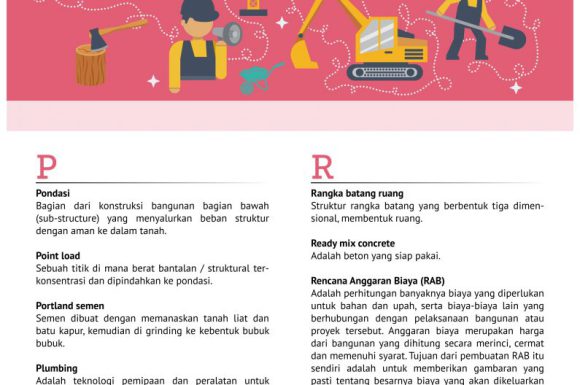 P
Pondasi
Bagian dari konstruksi bangunan bagian bawah
(sub-structure) yang menyalurkan beban struktur
dengan aman ke dalam tanah.
Point load
Sebuah titik di mana berat bantalan / struktural ter-
konsentrasi dan dipindahkan ke pondasi.
Portland semen
Semen dibuat dengan memanaskan tanah liat dan
batu kapur, kemudian di grinding ke kebentuk bubuk
bubuk.
Plumbing
Adalah teknologi pemipaan dan peralatan untuk
R
Rangka batang ruang
Struktur rangka batang yang berbentuk tiga dimen-
sional, membentuk ruang.
Ready mix concrete
Adalah beton yang siap pakai.
Rencana Anggaran Biaya (RAB)
Adalah perhitungan banyaknya biaya yang diperlukan
untuk bahan dan upah, serta biaya-biaya lain yang
berhubungan dengan pelaksanaan bangunan atau
proyek tersebut. Anggaran biaya merupakan harga
dari bangunan yang dihitung secara merinci, cermat
dan memenuhi syarat. Tujuan dari pembuatan RAB itu
sendiri adalah untuk memberikan gambaran yang
pasti tentang besarnya biaya yang akan dikeluarkan